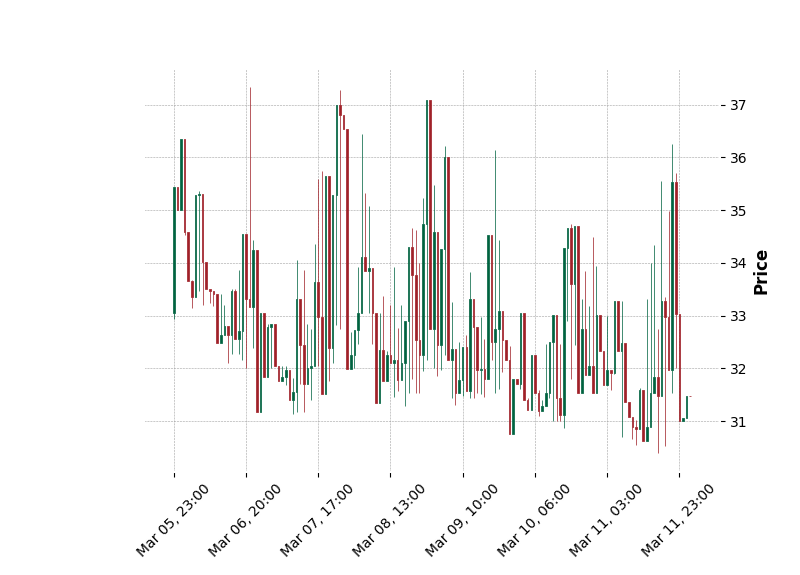 37
36
35
34
33
32
31
Price
Mar 05, 23:00
Mar 06, 20:00
Mar 07, 17:00
Mar 08, 13:00
Mar 09, 10:00
Mar 10, 06:00
Mar 11, 03:00
Mar 11, 23:00